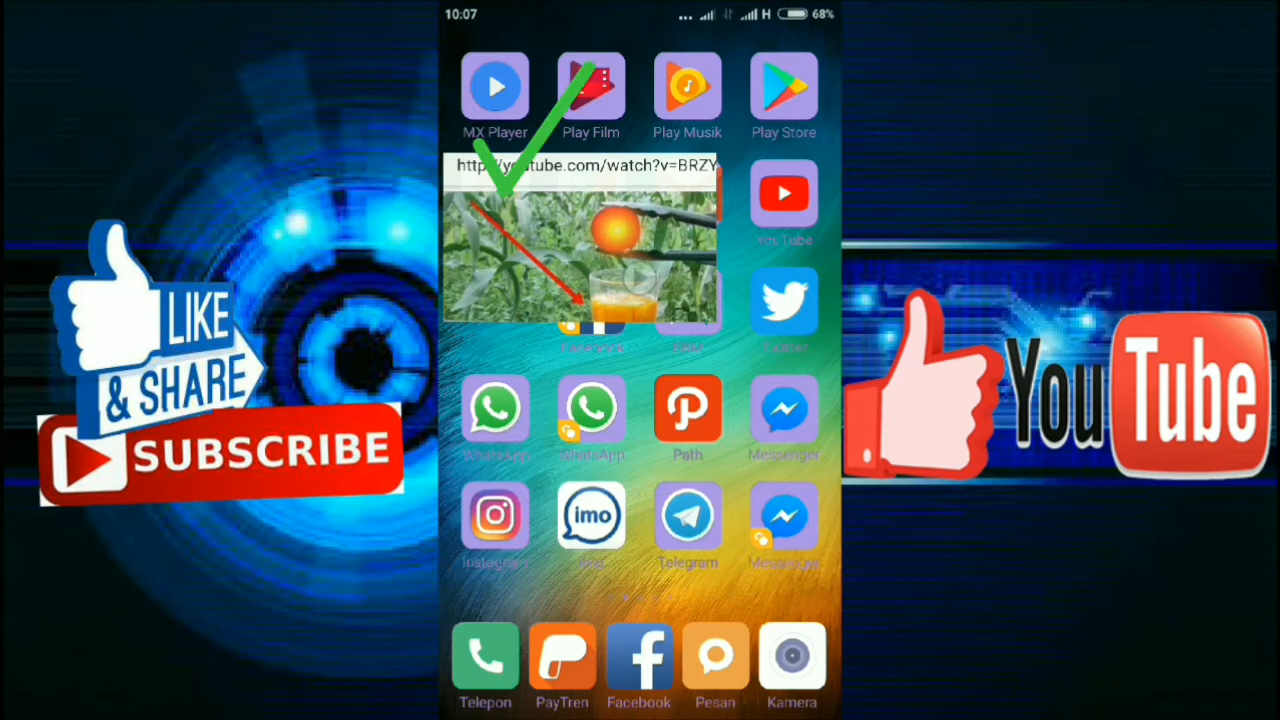 10:07
H
68%
MX Player
Play Film
Play Musik
Play Store
http://youtube.com/watch?v=BRZY
YouTube
Twitter
LIKE
& SHARE
SUBSCRIBE
YouTube
WhatsApp
WhatsApp
Path
Messenger
imo
Instagram
Telegram
Messenger
Telepon
PayTren
Facebook
Pesan
Kamera